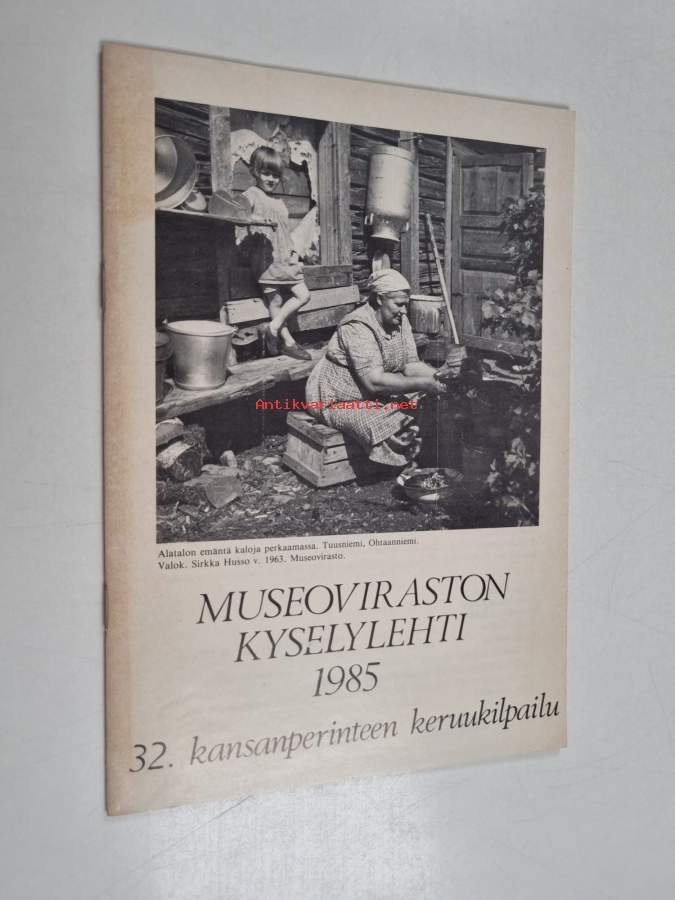 Antikvariaatti.net
Alatalon emäntä kaloja perkaamassa. Tuusniemi, Ohtaanniemi.
Valok. Sirkka Husso v. 1963. Museovirasto.
MUSEOVIRASTON
KYSELYLEHTI
1985
32. kansanperinteen keruukilpailu